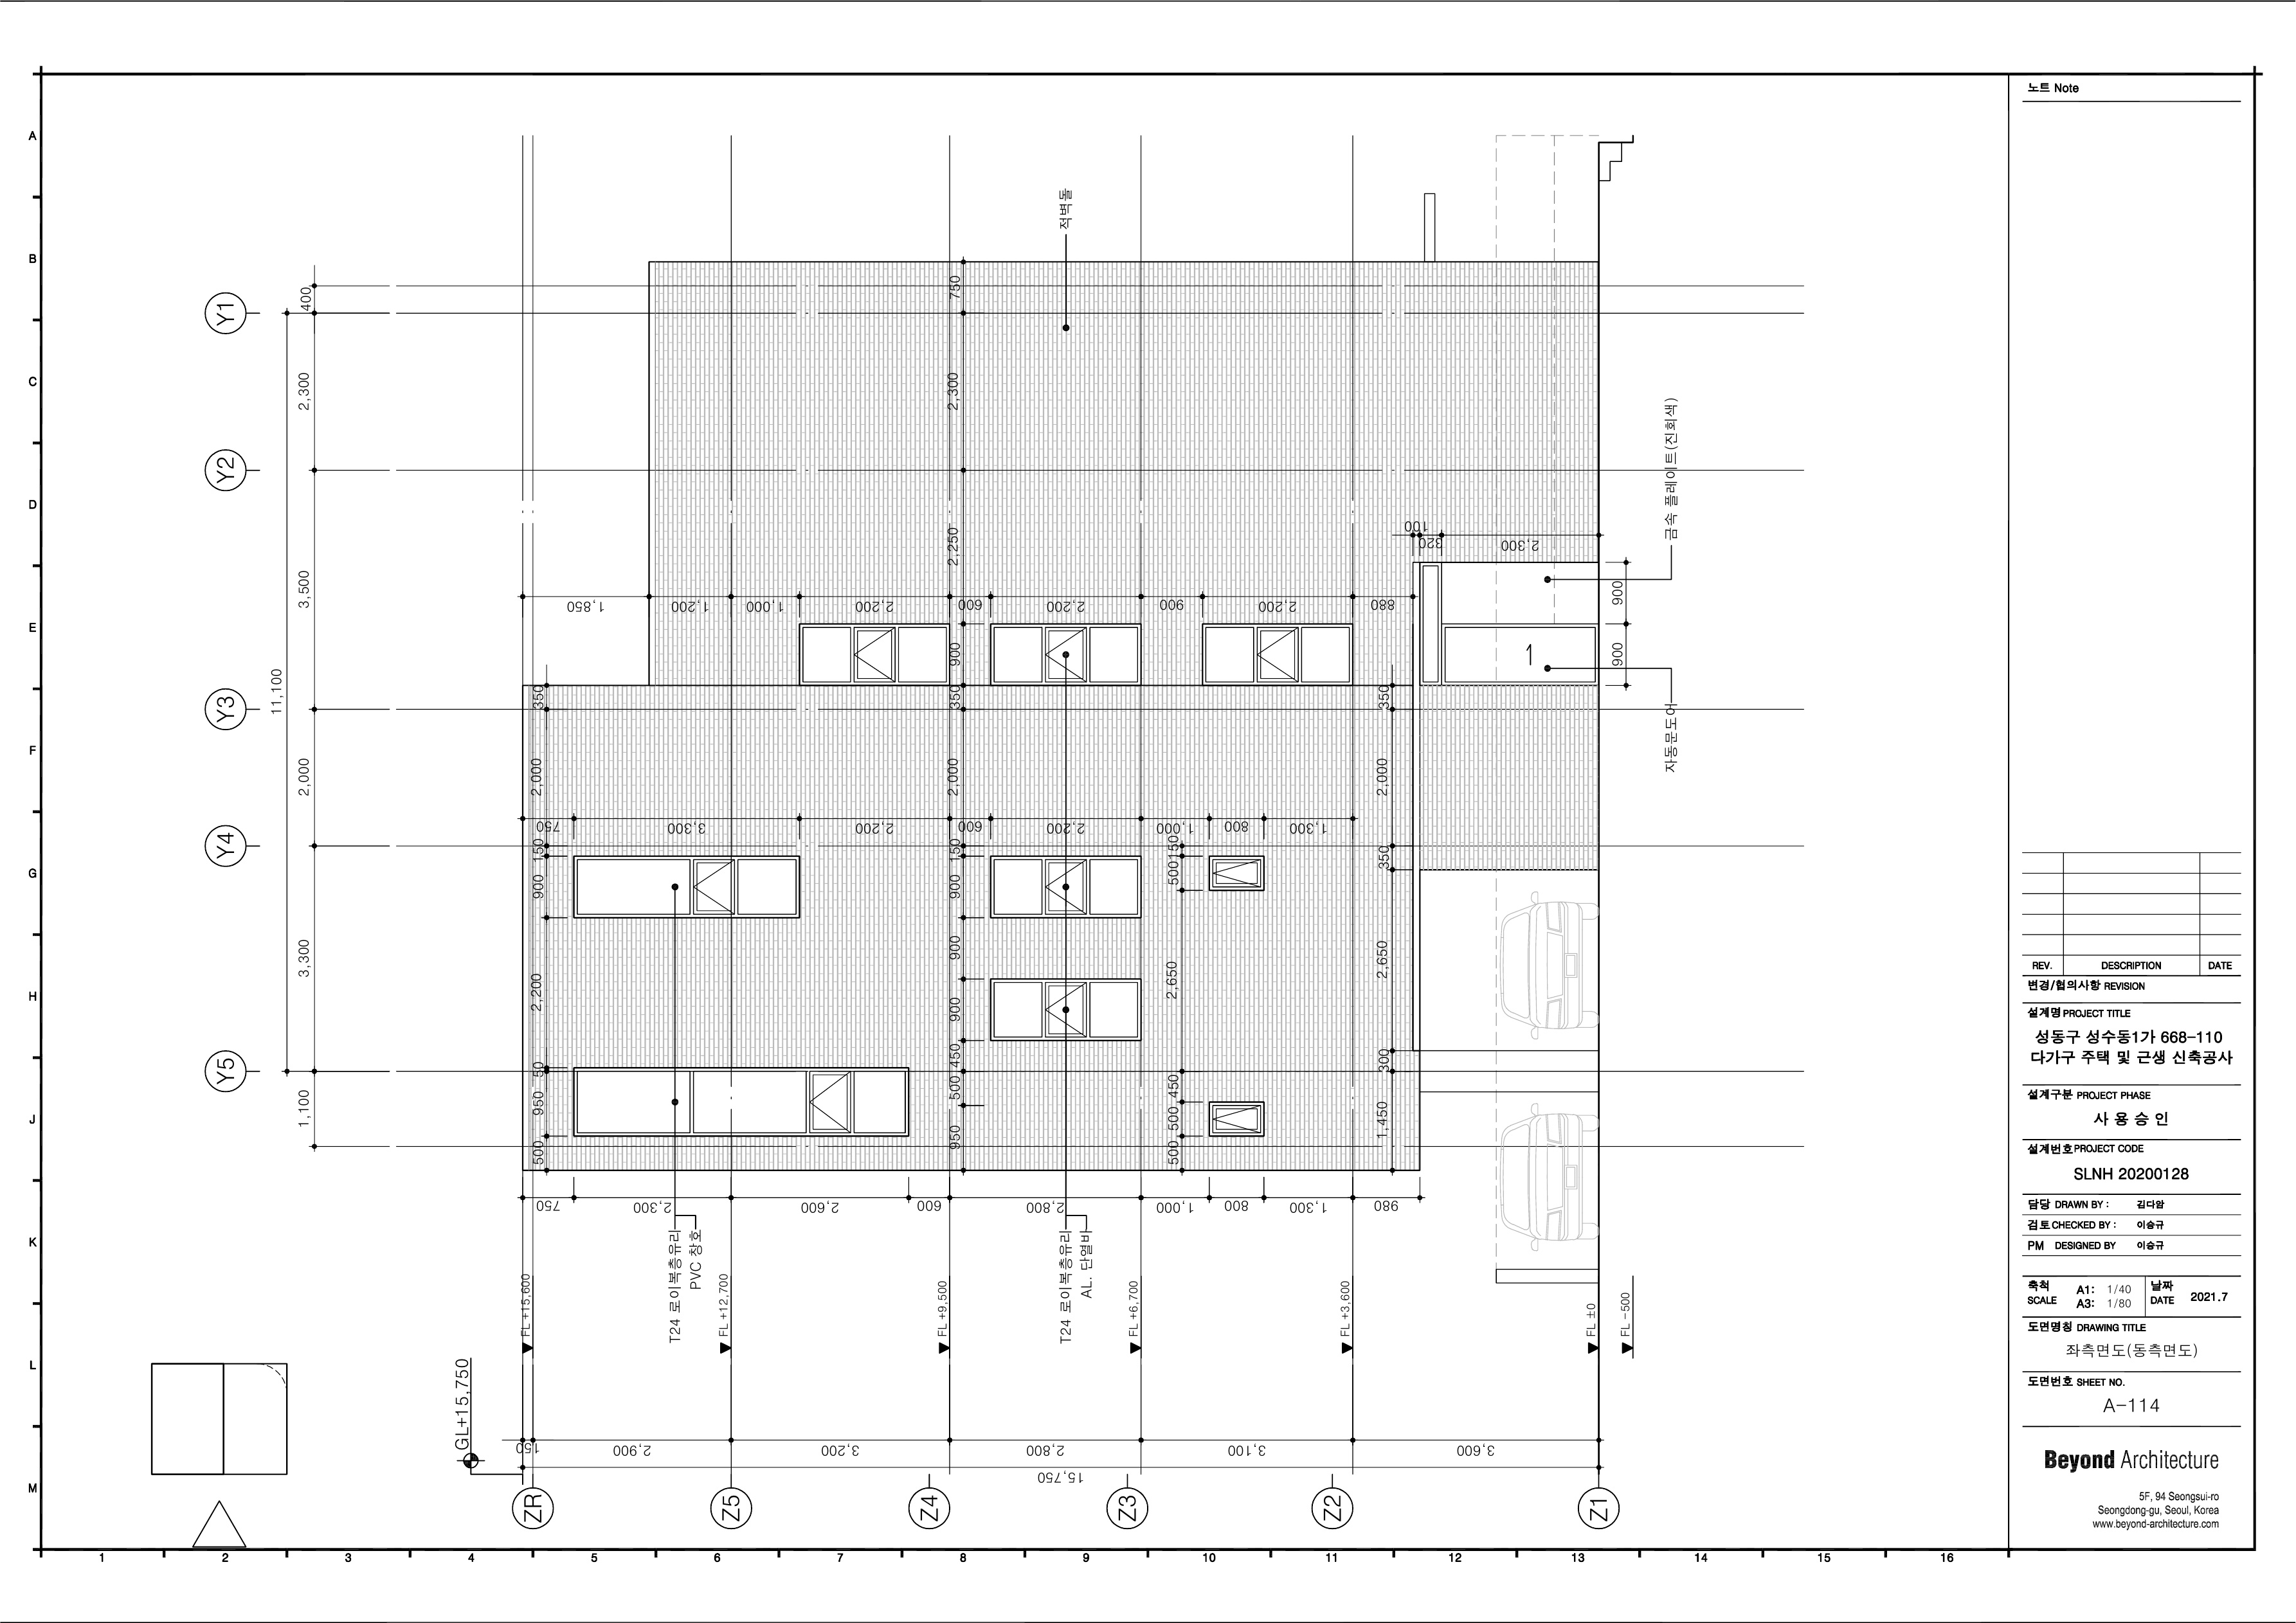 노트 Note
A
B
C
D
E
F
G
H
J
K
L
M
Y1
Y2
Y3
Y4
Y5
400
2,300
3,500
2,000
3,300
1,100
11,100
적벽돌
750
2,300
2,250
900
350
2,000
150
900
900
900
450
500
950
100
320
2,300
금속 플레이트(진회색)
900
900
1
자동문도어
1,850
1,200
1,000
2,200
600
2,200
900
2,200
880
350
2,000
150
900
2,200
50
950
500
750
3,300
2,200
600
2,200
1,000
800
1,300
150
500
2,650
450
500
500
350
2,000
350
2,650
300
1,450
750
2,300
2,600
600
2,800
1,000
800
1,300
980
T24 로이복층유리
PVC 창호
T24 로이복층유리
AL. 단열바
FL +15,600
FL +12,700
FL +9,500
FL +6,700
FL +3,600
FL ±0
FL -500
GL+15,750
150
2,900
3,200
2,800
3,100
3,600
15,750
ZR
Z5
Z4
Z3
Z2
Z1
1
2
3
4
5
6
7
8
9
10
11
12
13
14
15
16
REV. DESCRIPTION DATE
변경/협의사항 REVISION
설계명 PROJECT TITLE
성동구 성수동1가 668-110
다가구 주택 및 근생 신축공사
설계구분 PROJECT PHASE
사 용 승 인
설계번호 PROJECT CODE
SLNH 20200128
담당 DRAWN BY : 김다왐
검토 CHECKED BY : 이승규
PM DESIGNED BY 이승규
축척 SCALE A1: 1/40
A3: 1/80
날짜 DATE 2021.7
도면명칭 DRAWING TITLE
좌측면도(동측면도)
도면번호 SHEET NO.
A-114
Beyond Architecture
5F, 94 Seongsui-ro
Seongdong-gu, Seoul, Korea
www.beyond-architecture.com